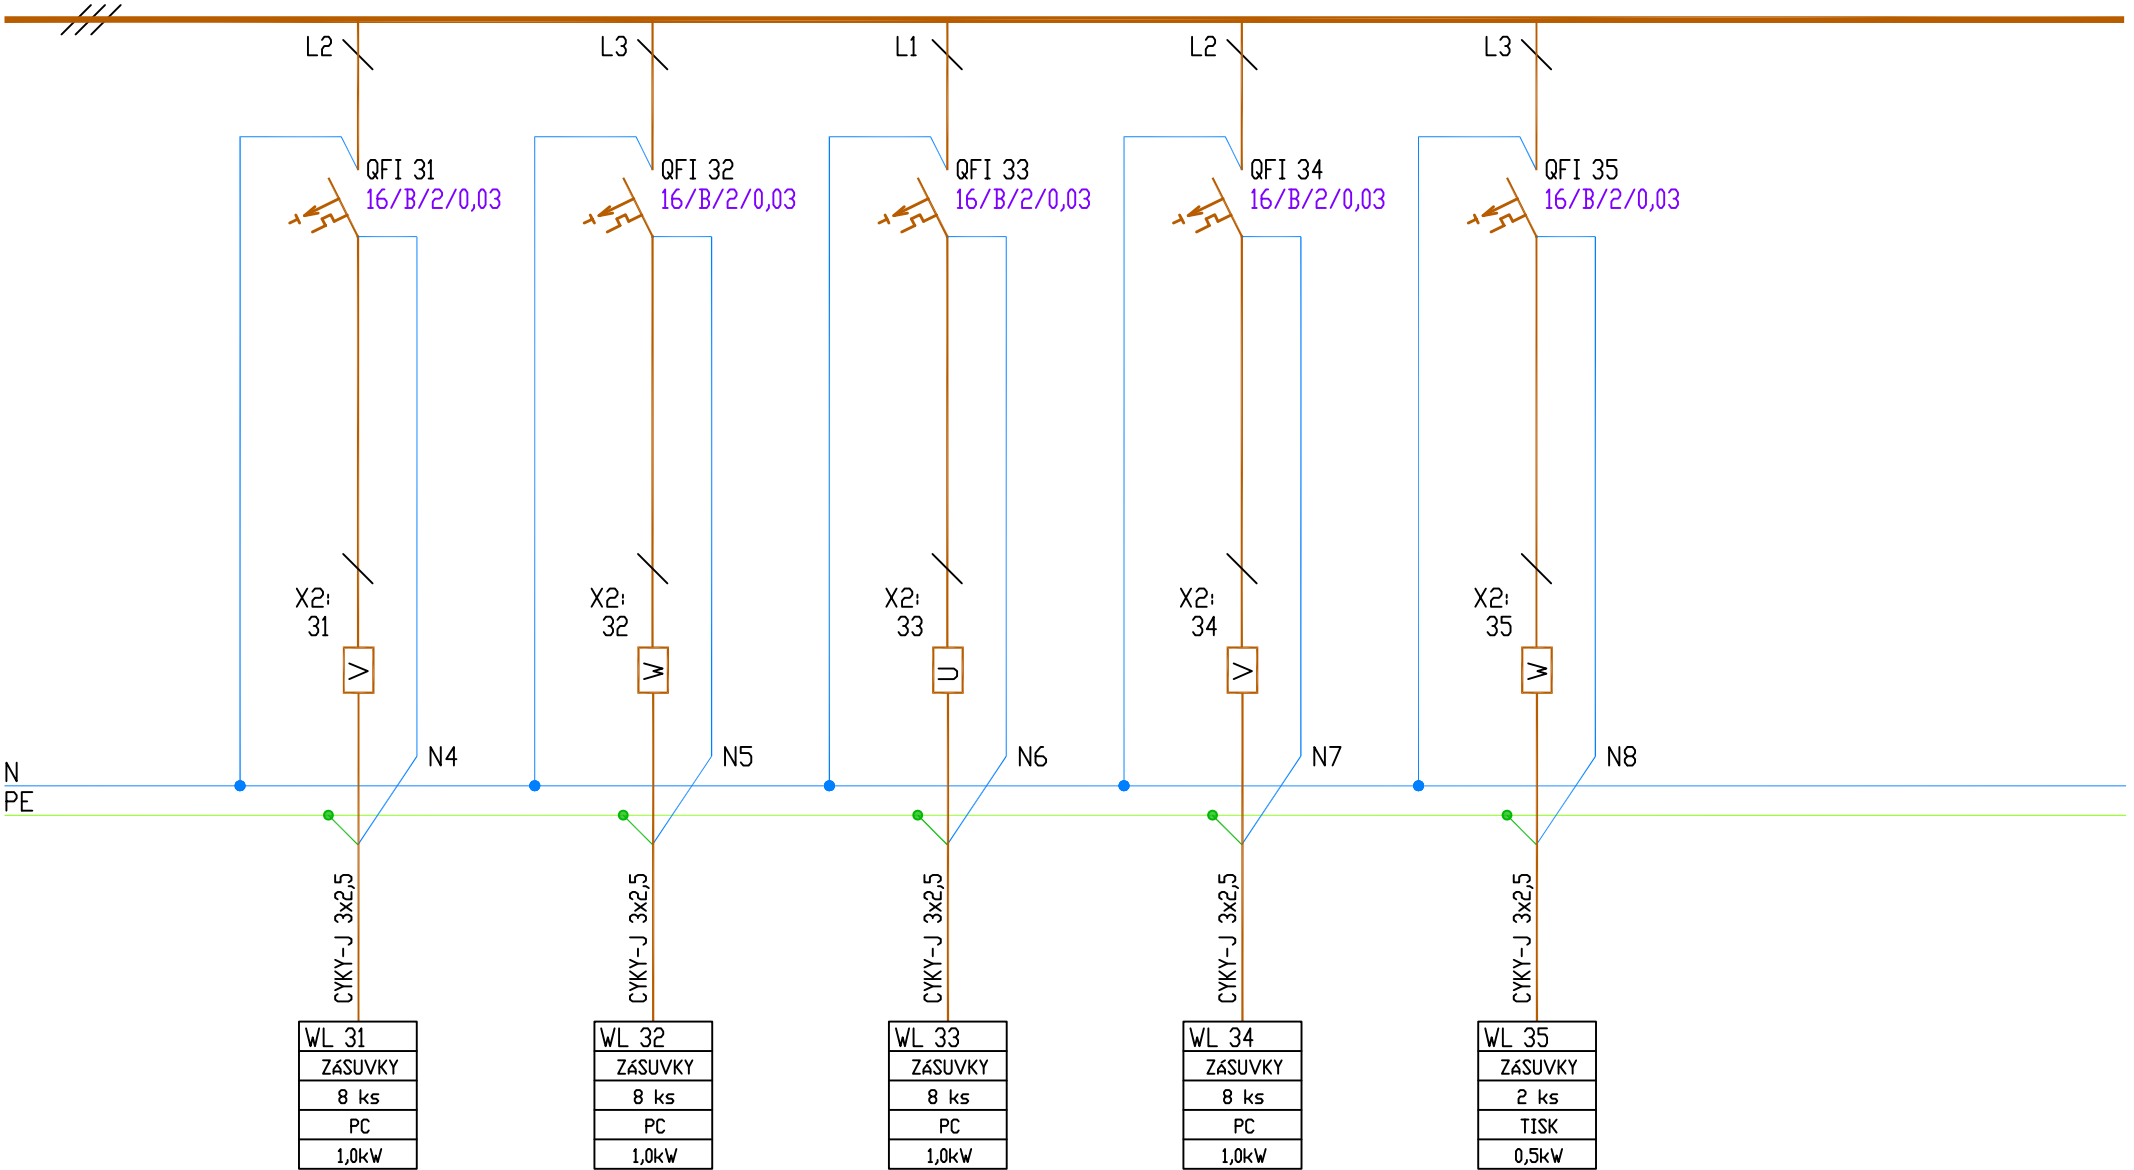 L2 L3 L1 L2 L3
QFI 31 QFI 32 QFI 33 QFI 34 QFI 35
16/B/2/0,03 16/B/2/0,03 16/B/2/0,03 16/B/2/0,03 16/B/2/0,03
X2: X2: X2: X2: X2:
31 32 33 34 35
V W U V W
N4 N5 N6 N7 N8
N
PE
CYKY-J 3x2,5 CYKY-J 3x2,5 CYKY-J 3x2,5 CYKY-J 3x2,5 CYKY-J 3x2,5
WL 31 WL 32 WL 33 WL 34 WL 35
ZáSUVKY ZáSUVKY ZáSUVKY ZáSUVKY ZáSUVKY
8 ks 8 ks 8 ks 8 ks 2 ks
PC PC PC PC TISK
1,0kW 1,0kW 1,0kW 1,0kW 0,5kW